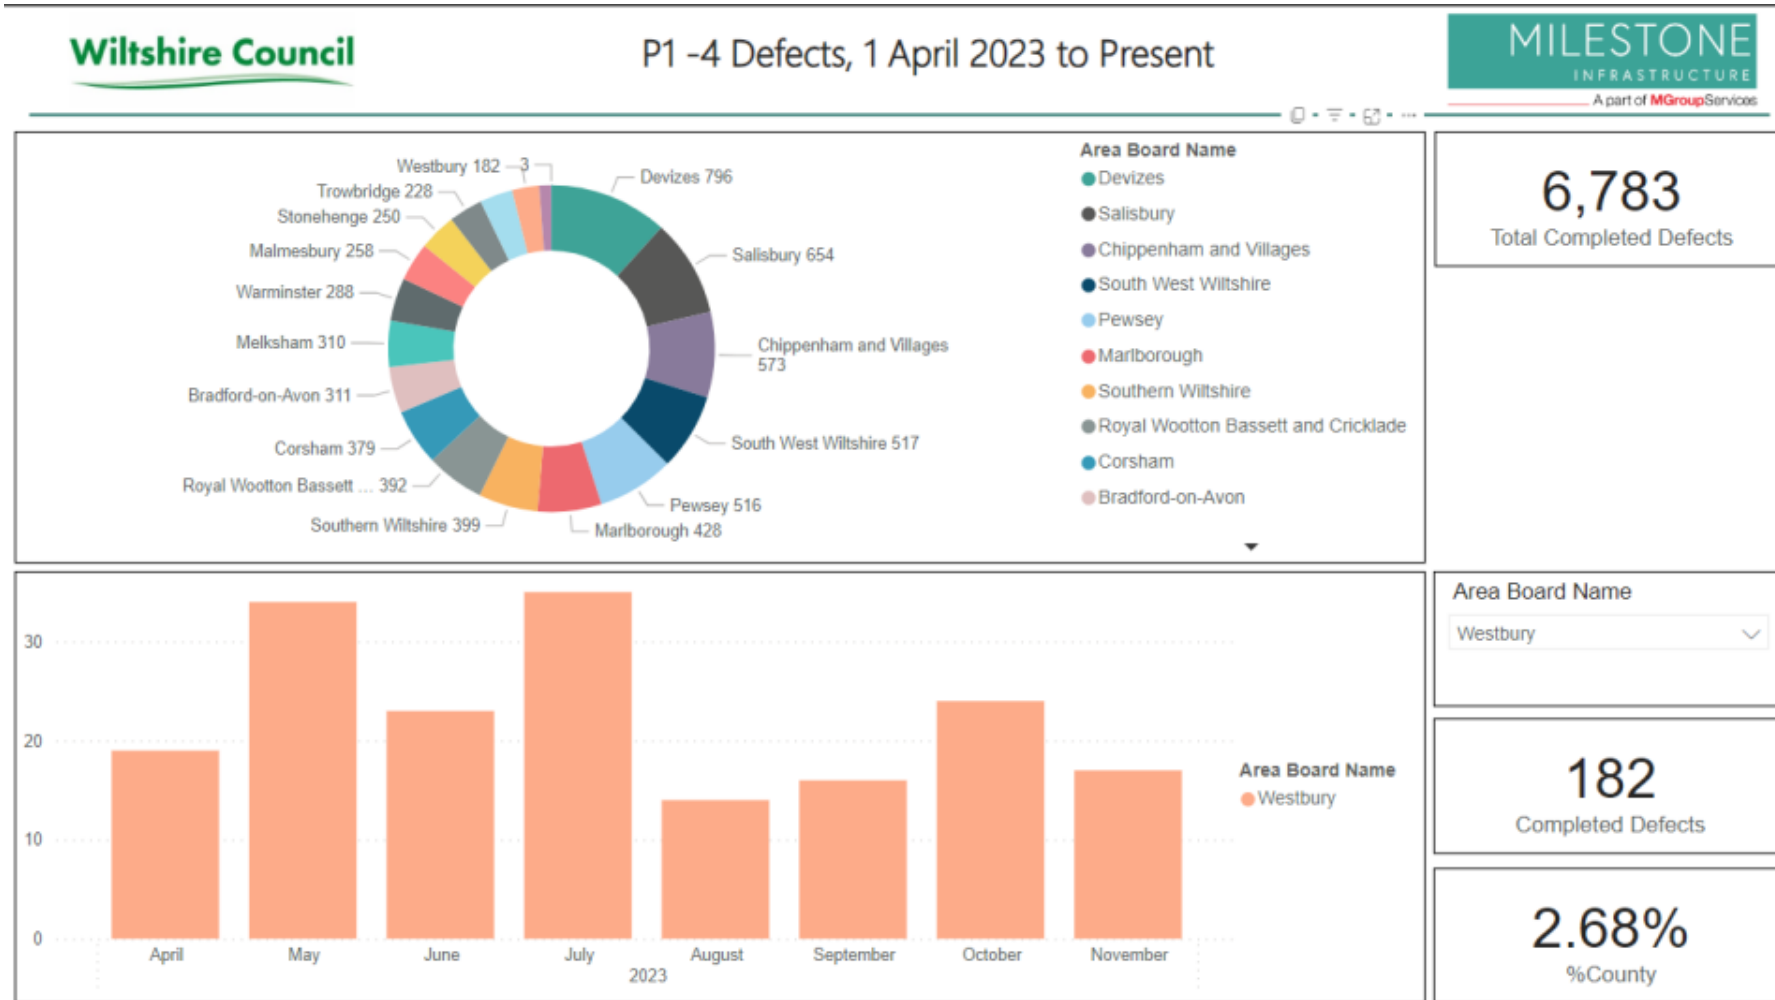 Wiltshire Council
P1 -4 Defects, 1 April 2023 to Present
MILESTONE
INFRASTRUCTURE
A part of MGroupServices
Westbury 182
3
Trowbridge 228
Stonehenge 250
Malmesbury 258
Warminster 288
Melksham 310
Bradford-on-Avon 311
Corsham 379
Royal Wootton Bassett ... 392
Southern Wiltshire 399
Devizes 796
Salisbury 654
Chippenham and Villages
573
South West Wiltshire 517
Pewsey 516
Marlborough 428
Area Board Name
Devizes
Salisbury
Chippenham and Villages
South West Wiltshire
Pewsey
Marlborough
Southern Wiltshire
Royal Wootton Bassett and Cricklade
Corsham
Bradford-on-Avon
6,783
Total Completed Defects
30
20
10
0
April
May
June
July
August
September
October
November
2023
Area Board Name
Westbury
Area Board Name
Westbury
182
Completed Defects
2.68%
%County